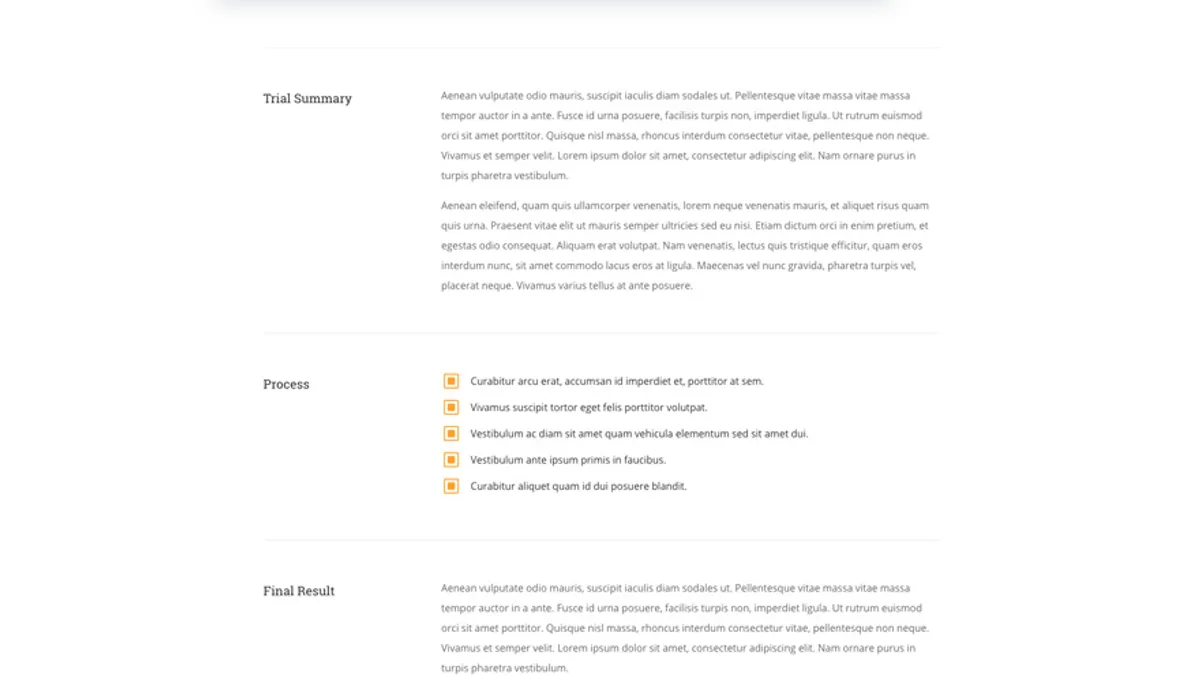 Trial Summary
Aenean vulputate odio mauris, suscipit iaculis diam sodales ut. Pellentesque vitae massa vitae massa
tempor auctor in a ante. Fusce id urna posuere, facilisis turpis non, imperdiet ligula. Ut rutrum euismod
orci sit amet porttitor. Quisque nisl massa, rhoncus interdum consectetur vitae, pellentesque non neque.
Vivamus et semper velit. Lorem ipsum dolor sit amet, consectetur adipiscing elit. Nam ornare purus in
turpis pharetra vestibulum.
Aenean eleifend, quam quis ullamcorper venenatis, lorem neque venenatis mauris, et aliquet risus quam
quis urna. Praesent vitae elit ut mauris semper ultricies sed eu nisi. Etiam dictum orci in enim pretium, et
egestas odio consequat. Aliquam erat volutpat. Nam venenatis, lectus quis tristique efficitur, quam eros
interdum nunc, sit amet commodo lacus eros at ligula. Maecenas vel nunc gravida, pharetra turpis vel,
placerat neque. Vivamus varius tellus at ante posuere.
Process
Curabitur arcu erat, accumsan id imperdiet et, porttitor at sem.
Vivamus suscipit tortor eget felis porttitor volutpat.
Vestibulum ac diam sit amet quam vehicula elementum sed sit amet dui.
Vestibulum ante ipsum primis in faucibus.
Curabitur aliquet quam id dui posuere blandit.
Final Result
Aenean vulputate odio mauris, suscipit iaculis diam sodales ut. Pellentesque vitae massa vitae massa
tempor auctor in a ante. Fusce id urna posuere, facilisis turpis non, imperdiet ligula. Ut rutrum euismod
orci sit amet porttitor. Quisque nisl massa, rhoncus interdum consectetur vitae, pellentesque non neque.
Vivamus et semper velit. Lorem ipsum dolor sit amet, consectetur adipiscing elit. Nam ornare purus in
turpis pharetra vestibulum.